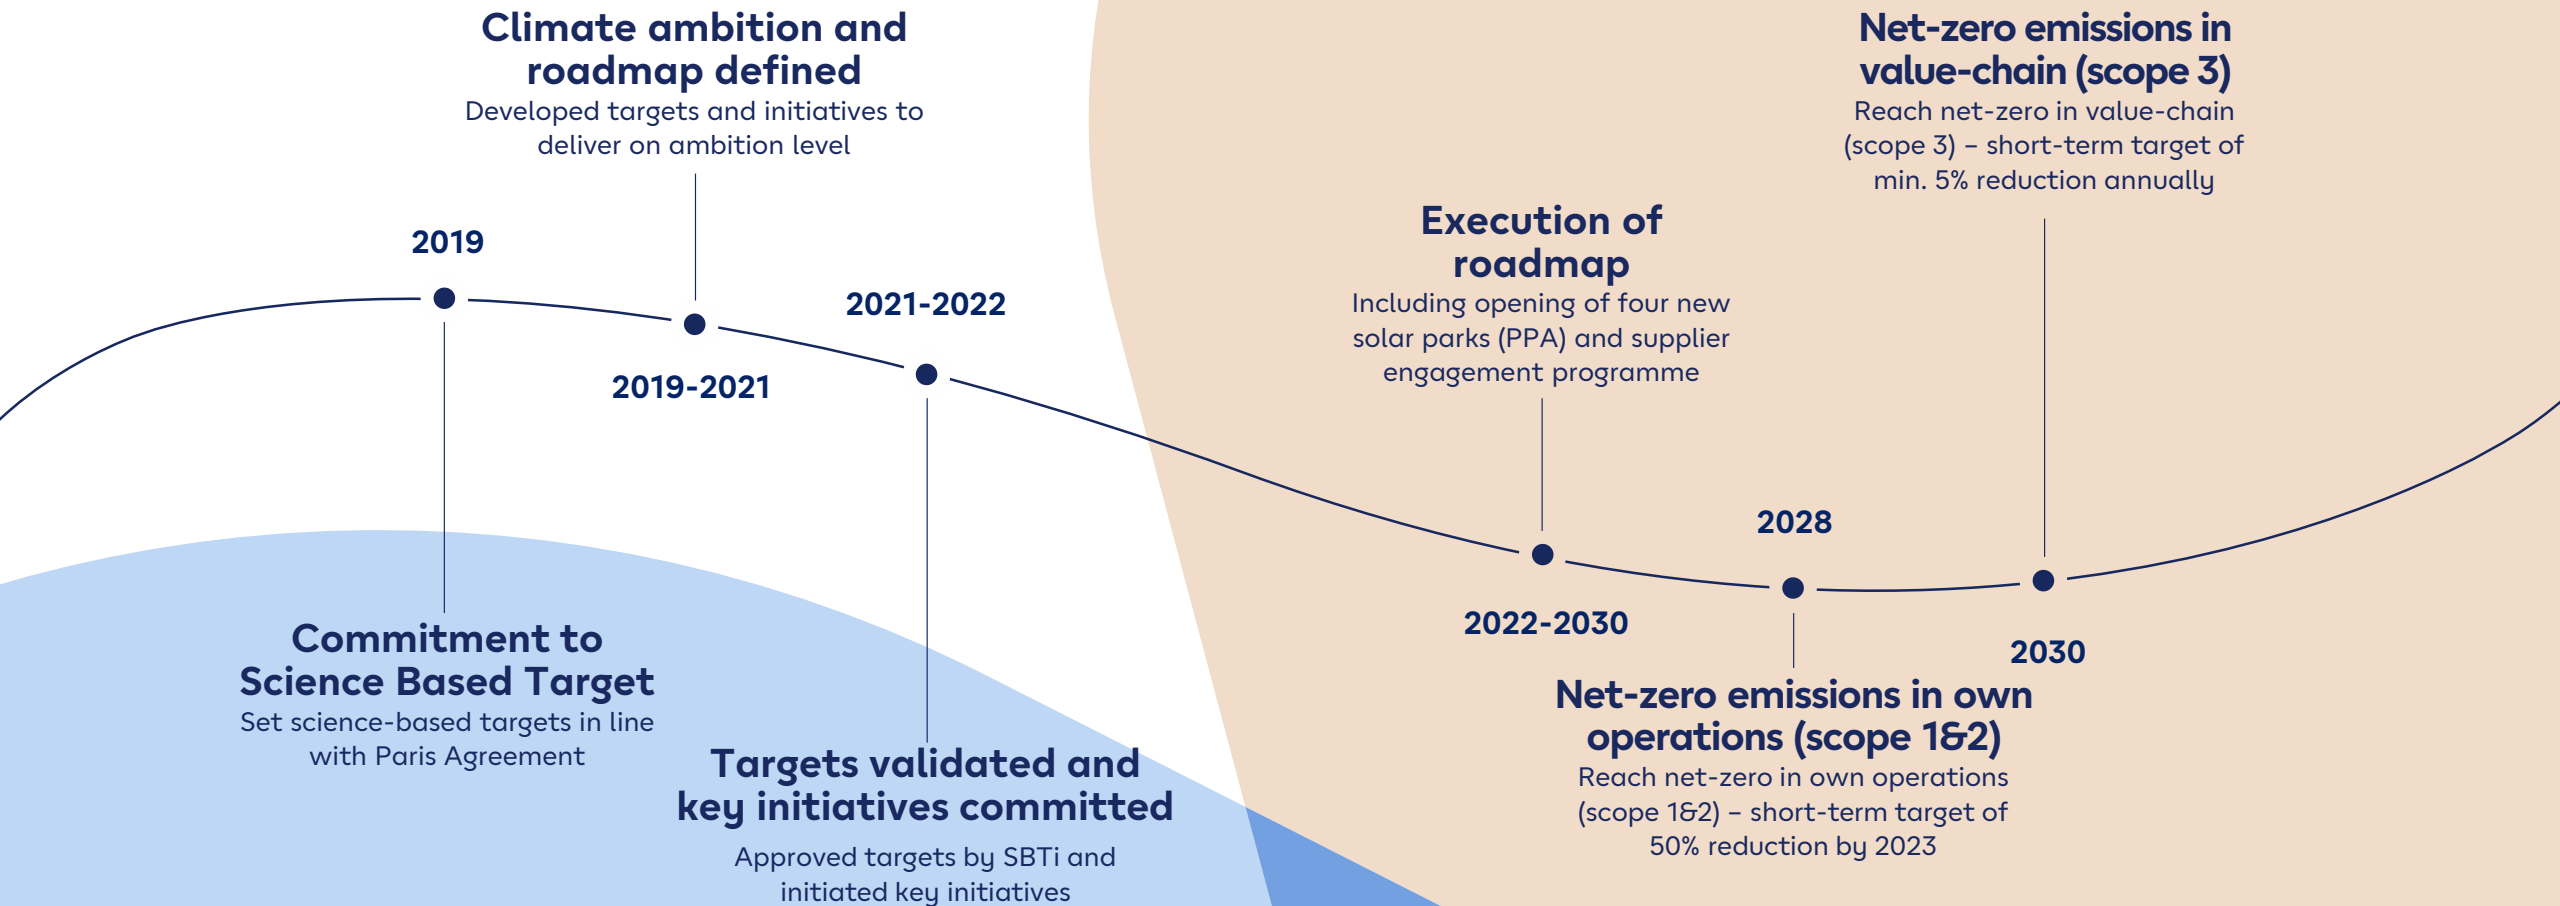 2019
Commitment to
Science Based Target
Set science-based targets in line
with Paris Agreement
Climate ambition and
roadmap defined
Developed targets and initiatives to
deliver on ambition level
2019-2021
2021-2022
Targets validated and
key initiatives committed
Approved targets by SBTi and
initiated key initiatives
Execution of
roadmap
Including opening of four new
solar parks (PPA) and supplier
engagement programme
2022-2030
2028
Net-zero emissions in own
operations (scope 1&2)
Reach net-zero in own operations
(scope 1&2) – short-term target of
50% reduction by 2023
Net-zero emissions in
value-chain (scope 3)
Reach net-zero in value-chain
(scope 3) – short-term target of
min. 5% reduction annually
2030